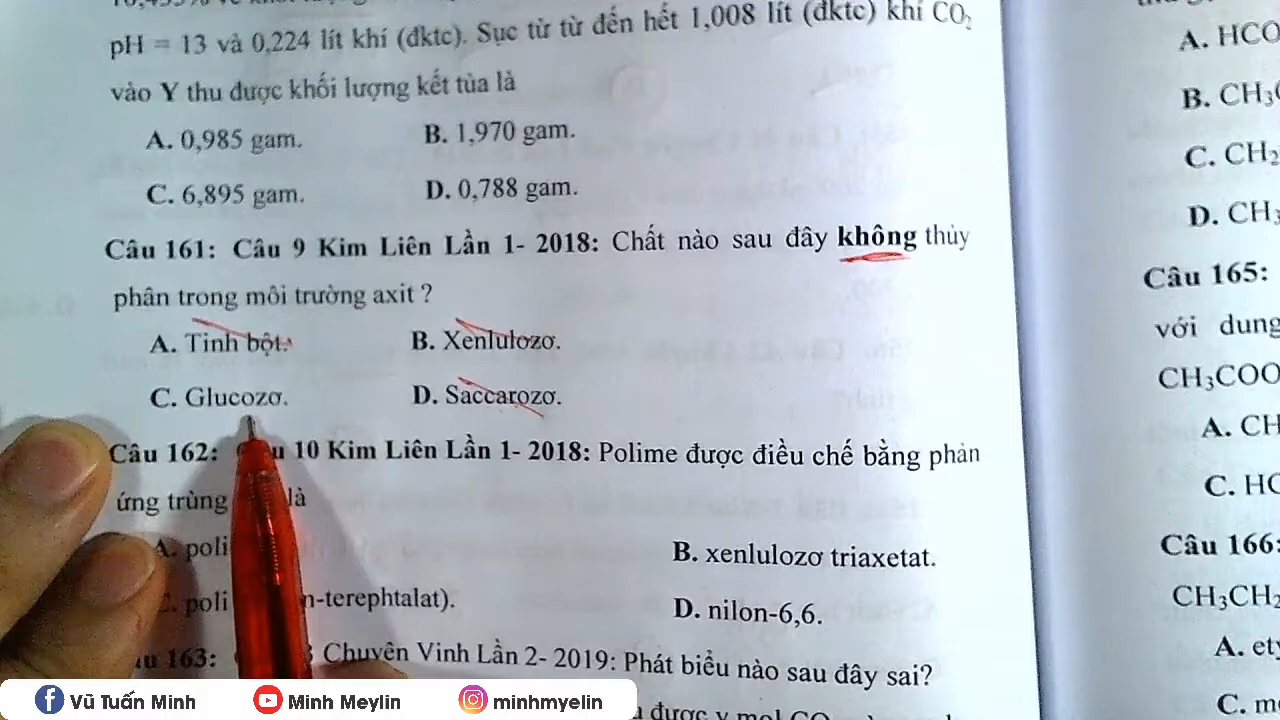 pH = 13 và 0,224 lít khí (đktc). Sục từ từ đến hết 1,008 lít (đktc) khí CO₂
vào Y thu được khối lượng kết tủa là
A. 0,985 gam. B. 1,970 gam.
C. 6,895 gam. D. 0,788 gam.
Câu 161: Câu 9 Kim Liên Lần 1- 2018: Chất nào sau đây không thủy
phân trong môi trường axit ?
A. Tinh bột. B. Xenlulozơ.
C. Glucozơ. D. Saccarozơ.
Câu 162: 10 Kim Liên Lần 1- 2018: Polime được điều chế bằng phản
ứng trùng là
A. poli B. xenlulozơ triaxetat.
C. poli n-terephtalat). D. nilon-6,6.
163: Chuyên Vinh Lần 2- 2019: Phát biểu nào sau đây sai?
được y mol CO
A. HCO
B. CH₃
C. CH₂
D. CH
Câu 165:
với dung
CH₃COO
A. CH
C. HC
Câu 166:
CH₃CH₂
A. ety
C. m
Vũ Tuấn Minh Minh Meylin minhmyelin